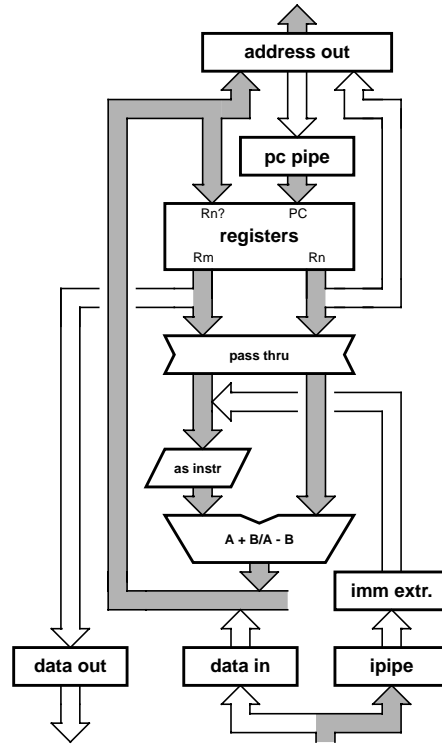 address out
pc pipe
Rn? PC
registers
Rm Rn
pass thru
as instr
A + B/A - B
imm extr.
data out data in ipipe